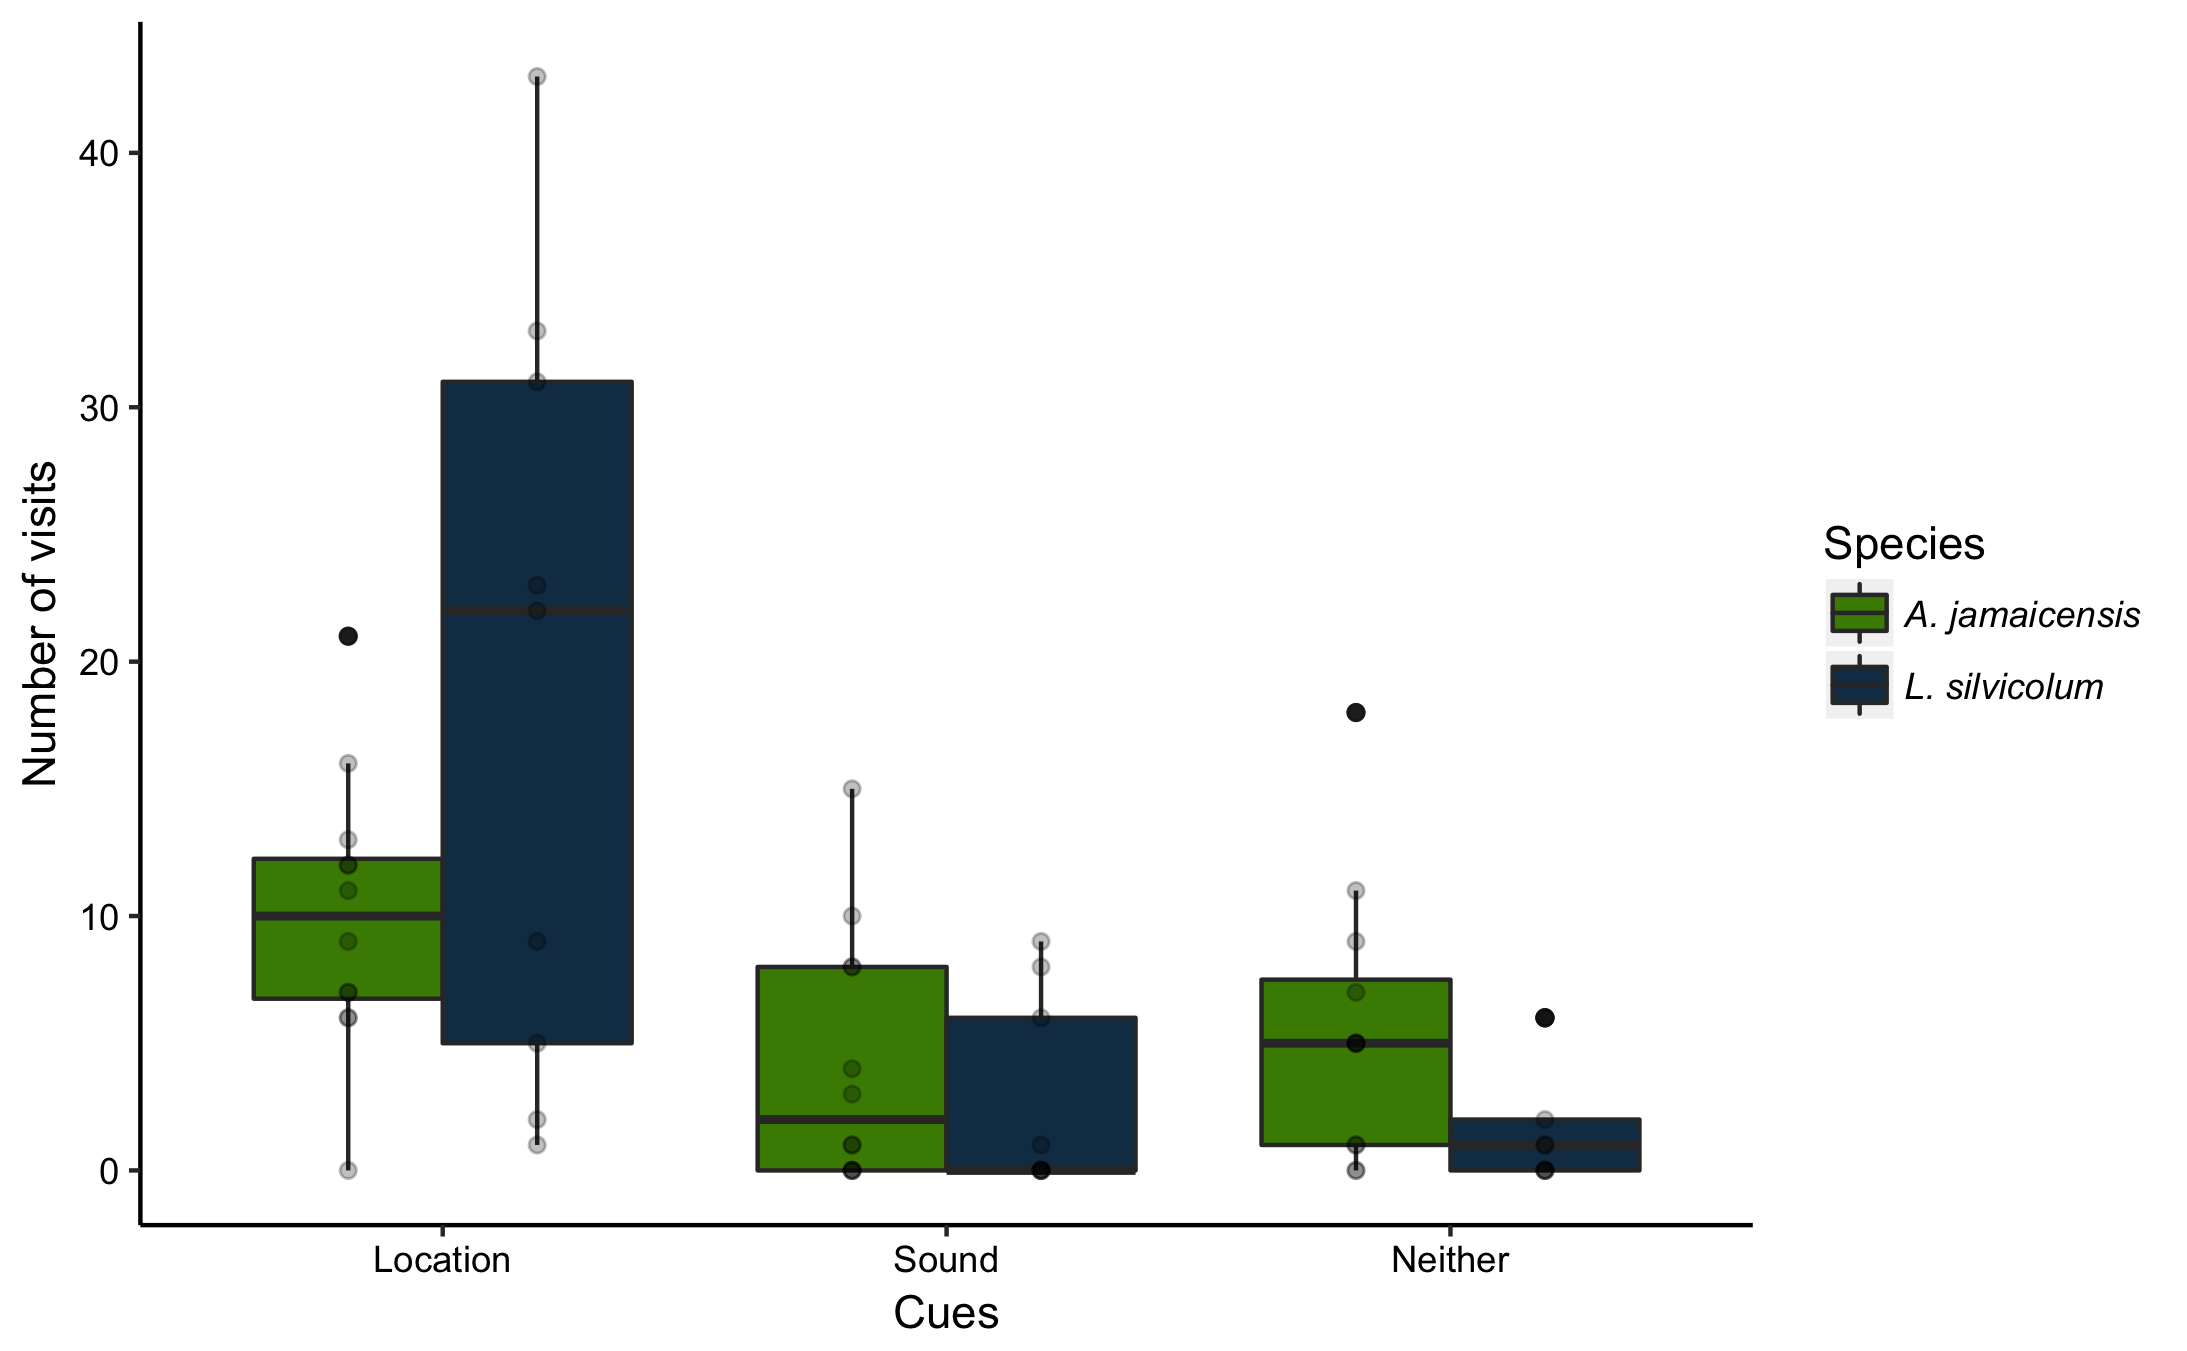 Number of visits
40
30
20
10
0
Location
Sound
Neither
Cues
Species
A. jamaicensis
L. silvicolum